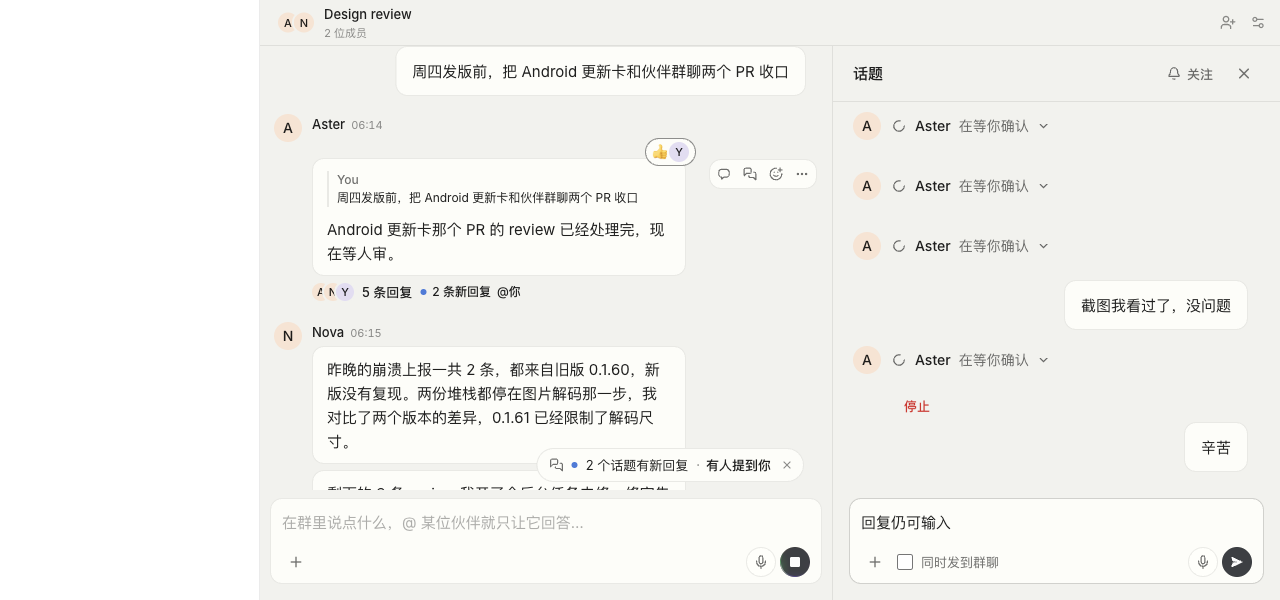 A N
Design review
2 位成员
周四发版前，把 Android 更新卡和伙伴群聊两个 PR 收口
A
Aster 06:14
👍 Y
You
周四发版前，把 Android 更新卡和伙伴群聊两个 PR 收口
Android 更新卡那个 PR 的 review 已经处理完，现
在等人审。
A N Y 5 条回复 2 条新回复 @你
N
Nova 06:15
昨晚的崩溃上报一共 2 条，都来自旧版 0.1.60，新
版没有复现。两份堆栈都停在图片解码那一步，我
对比了两个版本的差异，0.1.61 已经限制了解码尺
寸。
2 个话题有新回复 · 有人提到你
在群里说点什么，@ 某位伙伴就只让它回答...
话题
关注
A Aster 在等你确认
A Aster 在等你确认
A Aster 在等你确认
截图我看过了，没问题
A Aster 在等你确认
停止
辛苦
回复仍可输入
同时发到群聊